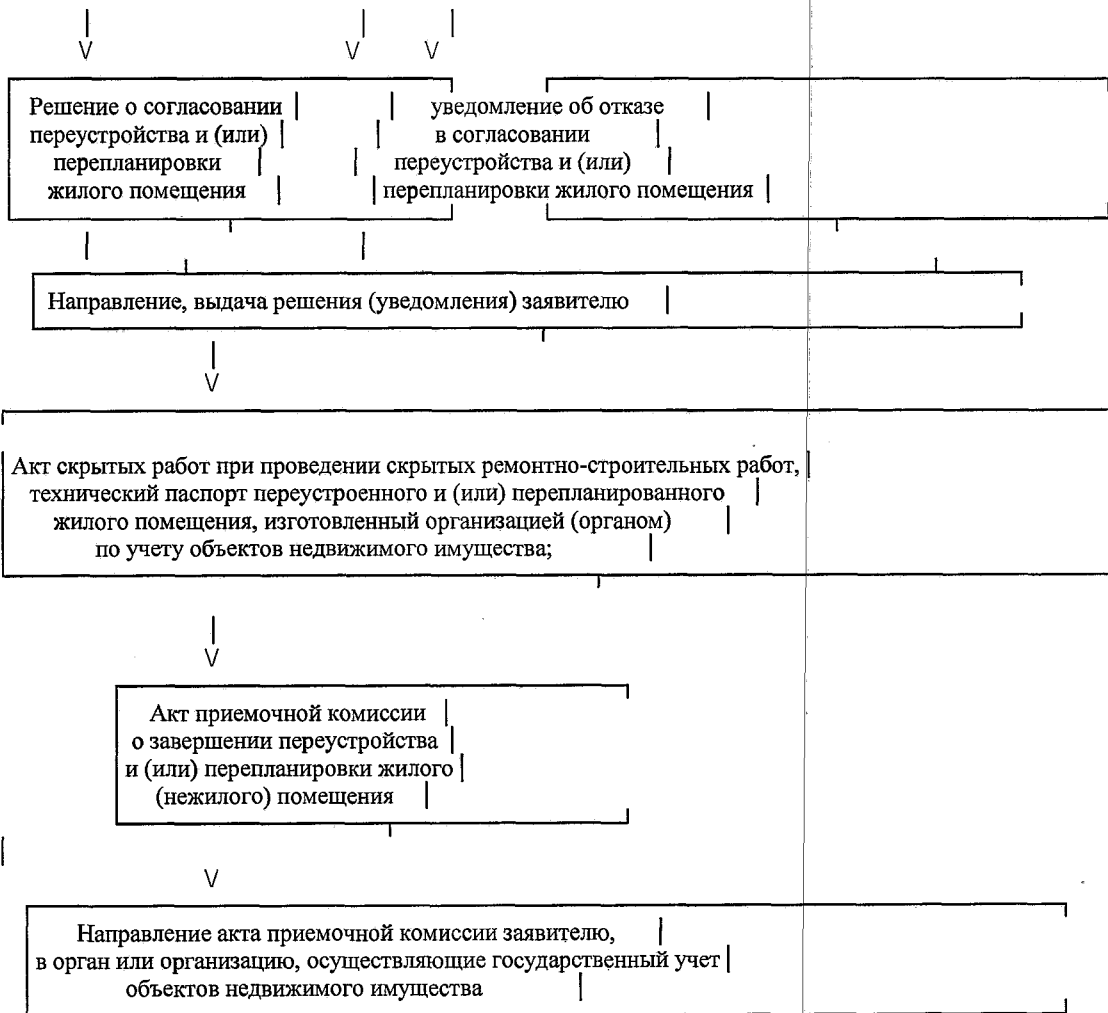 Решение о согласовании
переустройства и (или)
перепланировки
жилого помещения
уведомление об отказе
в согласовании
переустройства и (или)
перепланировки жилого помещения
Направление, выдача решения (уведомления) заявителю
Акт скрытых работ при проведении скрытых ремонтно-строительных работ,
технический паспорт переустроенного и (или) перепланированного
жилого помещения, изготовленный организацией (органом)
по учету объектов недвижимого имущества;
Акт приемочной комиссии
о завершении переустройства
и (или) перепланировки жилого
(нежилого) помещения
Направление акта приемочной комиссии заявителю,
в орган или организацию, осуществляющие государственный учет
объектов недвижимого имущества